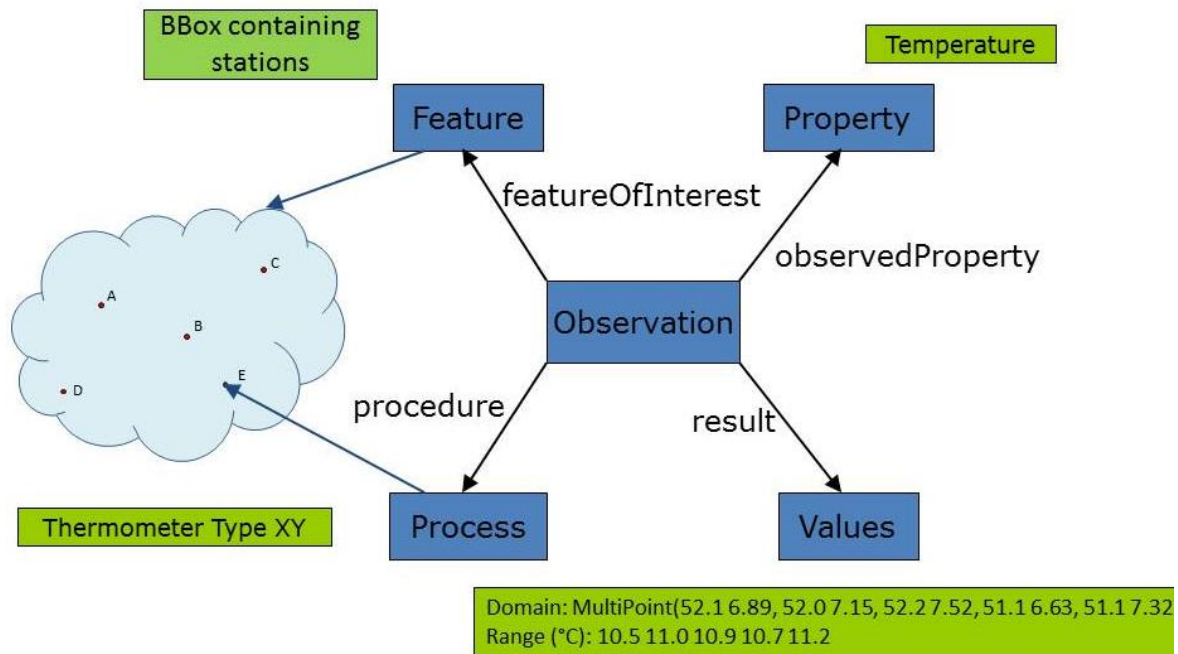 BBox containing
stations
Temperature
Feature
Property
featureOfInterest
observedProperty
C
A
B
E
D
Observation
procedure
result
Thermometer Type XY
Process
Values
Domain: MultiPoint(52.1 6.89, 52.0 7.15, 52.2 7.52, 51.1 6.63, 51.1 7.32
Range (°C): 10.5 11.0 10.9 10.7 11.2